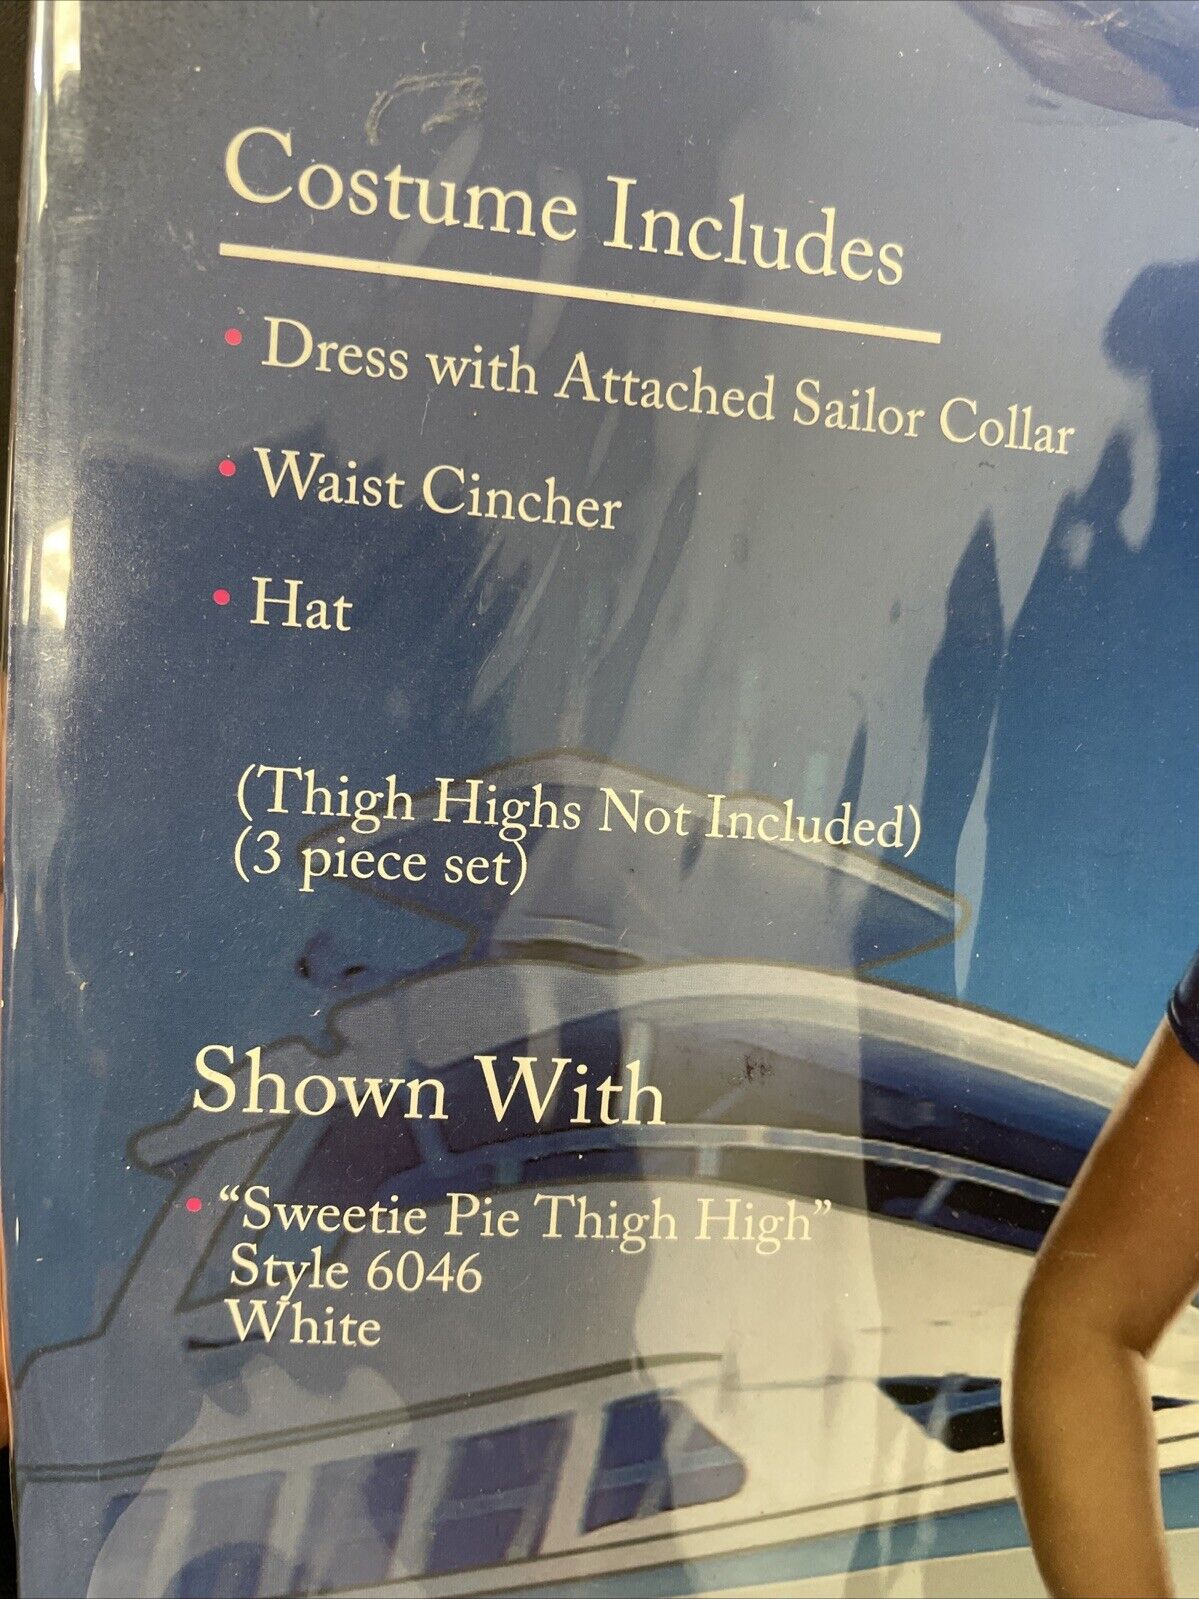 Costume Includes
• Dress with Attached Sailor Collar
• Waist Cincher
• Hat
(Thigh Highs Not Included)
(3 piece set)
Shown With
• “Sweetie Pie Thigh High”
Style 6046
White